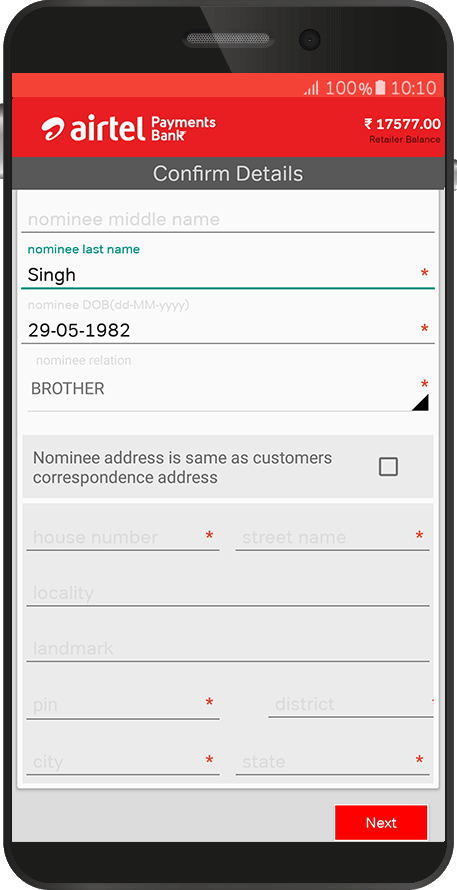 100% 10:10
airtel Payments Bank
₹ 17577.00
Retailer Balance
Confirm Details
nominee middle name
nominee last name
Singh *
nominee DOB(dd-MM-yyyy)
29-05-1982 *
nominee relation
BROTHER *
Nominee address is same as customers
correspondence address
house number * street name *
locality
landmark
pin * district *
city * state *
Next